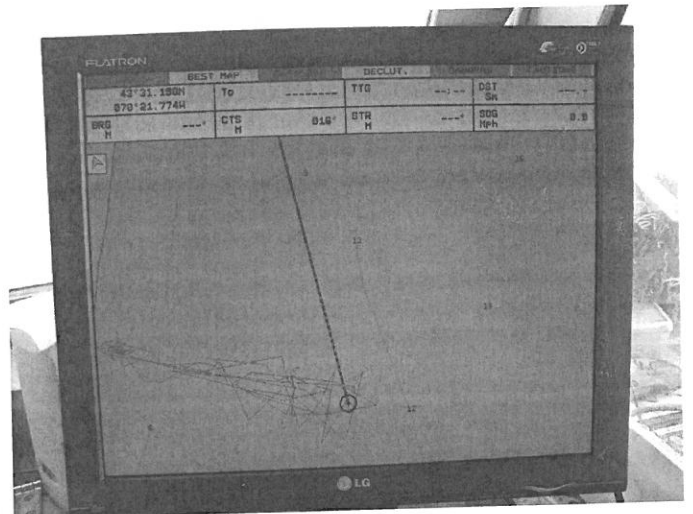 FLATRON
BEST MAP DECLUT.
43°31.190N To -------- TTG --:-- DST ---.-
070°21.774W Sm
BRG ---° CTS 016° STR ---° SOG 0.0
M M M Mph
12
12
LG